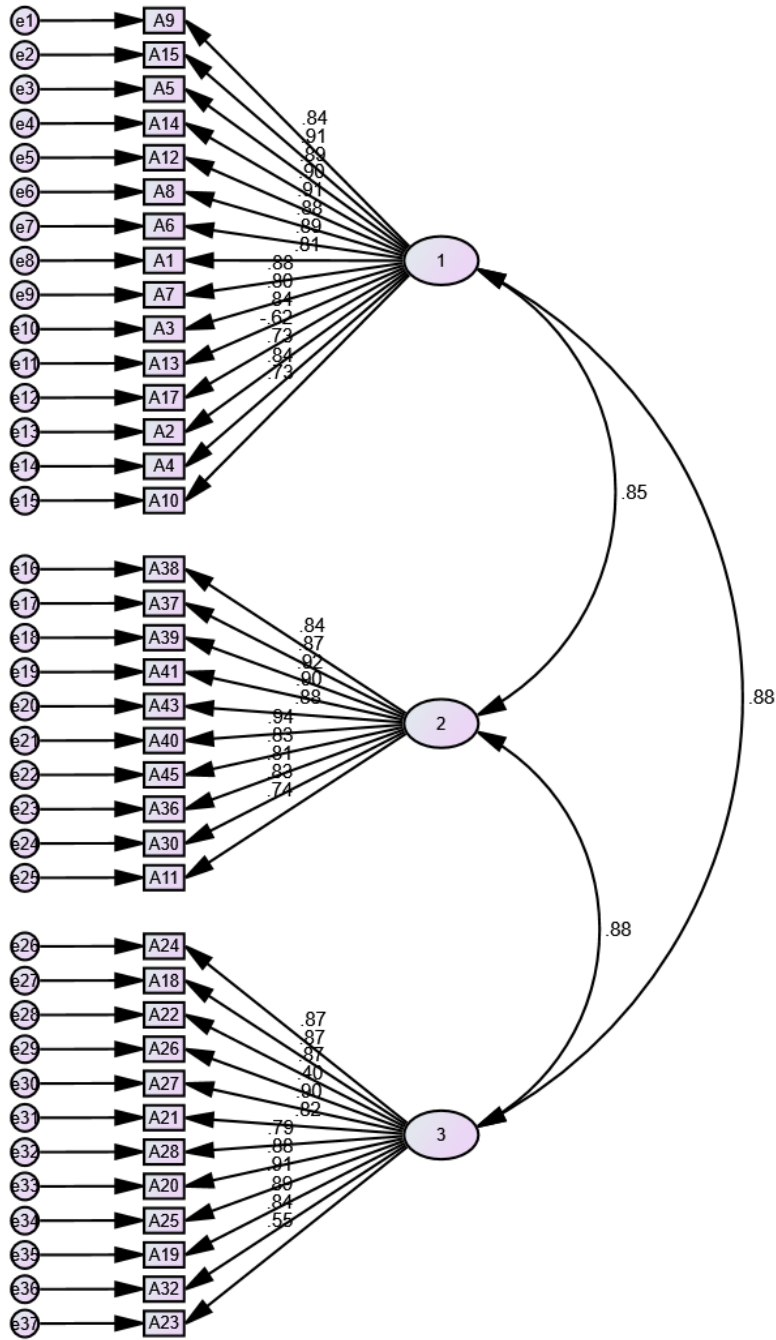 e1 A9
e2 A15
e3 A5
e4 A14
e5 A12
e6 A8
e7 A6
e8 A1
e9 A7
e10 A3
e11 A13
e12 A17
e13 A2
e14 A4
e15 A10
.84
.91
.89
.90
.91
.88
.89
.81
.88
.80
.84
-.62
.73
.84
.73
1
.85
e16 A38
e17 A37
e18 A39
e19 A41
e20 A43
e21 A40
e22 A45
e23 A36
e24 A30
e25 A11
.84
.87
.92
.90
.88
.94
.83
.81
.83
.74
2
.88
.88
e26 A24
e27 A18
e28 A22
e29 A26
e30 A27
e31 A21
e32 A28
e33 A20
e34 A25
e35 A19
e36 A32
e37 A23
.87
.87
.87
.40
.90
.82
.79
.88
.91
.89
.84
.55
3